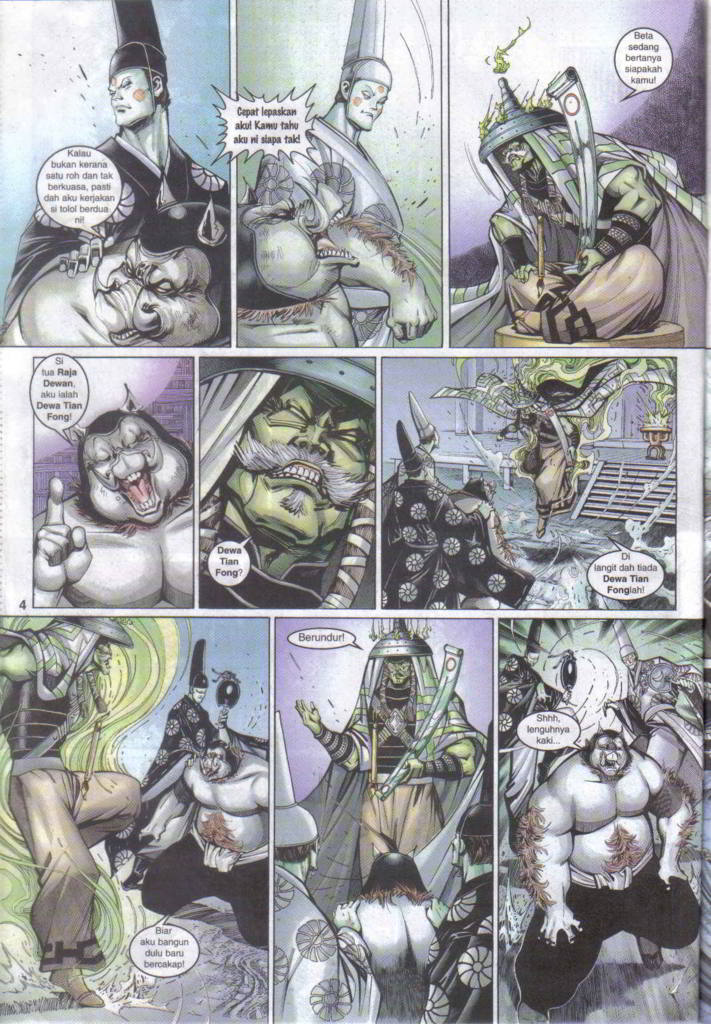 Kalau
bukan kerana
satu roh dan tak
berkuasa, pasti
dah aku kerjakan
si tolol berdua
ni!
Cepat lepaskan
aku! Kamu tahu
aku ni siapa tak!
Beta
sedang
bertanya
siapakah
kamu!
Si
tua Raja
Dewan,
aku ialah
Dewa Tian
Fong!
Dewa
Tian
Fong?
Di
langit dah tiada
Dewa Tian
Fonglah!
4
Biar
aku bangun
dulu baru
bercakap!
Berundur!
Shhh,
lenguhnya
kaki...